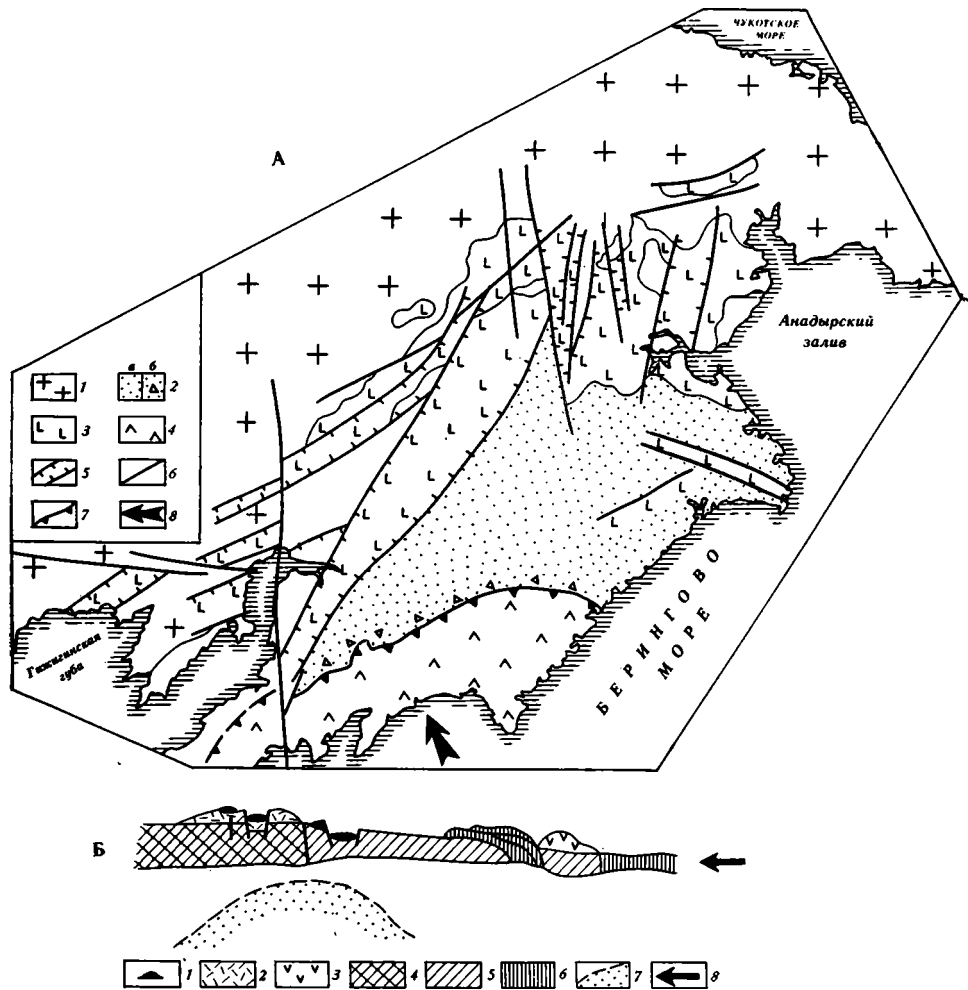 ЧУКОТСКОЕ
МОРЕ
А
Анадырский
залив
а б
1 2
3 4
5 6
7 8
Гижигинская
губа
БЕРИНГОВО
МОРЕ
Б
1 2 3 4 5 6 7 8